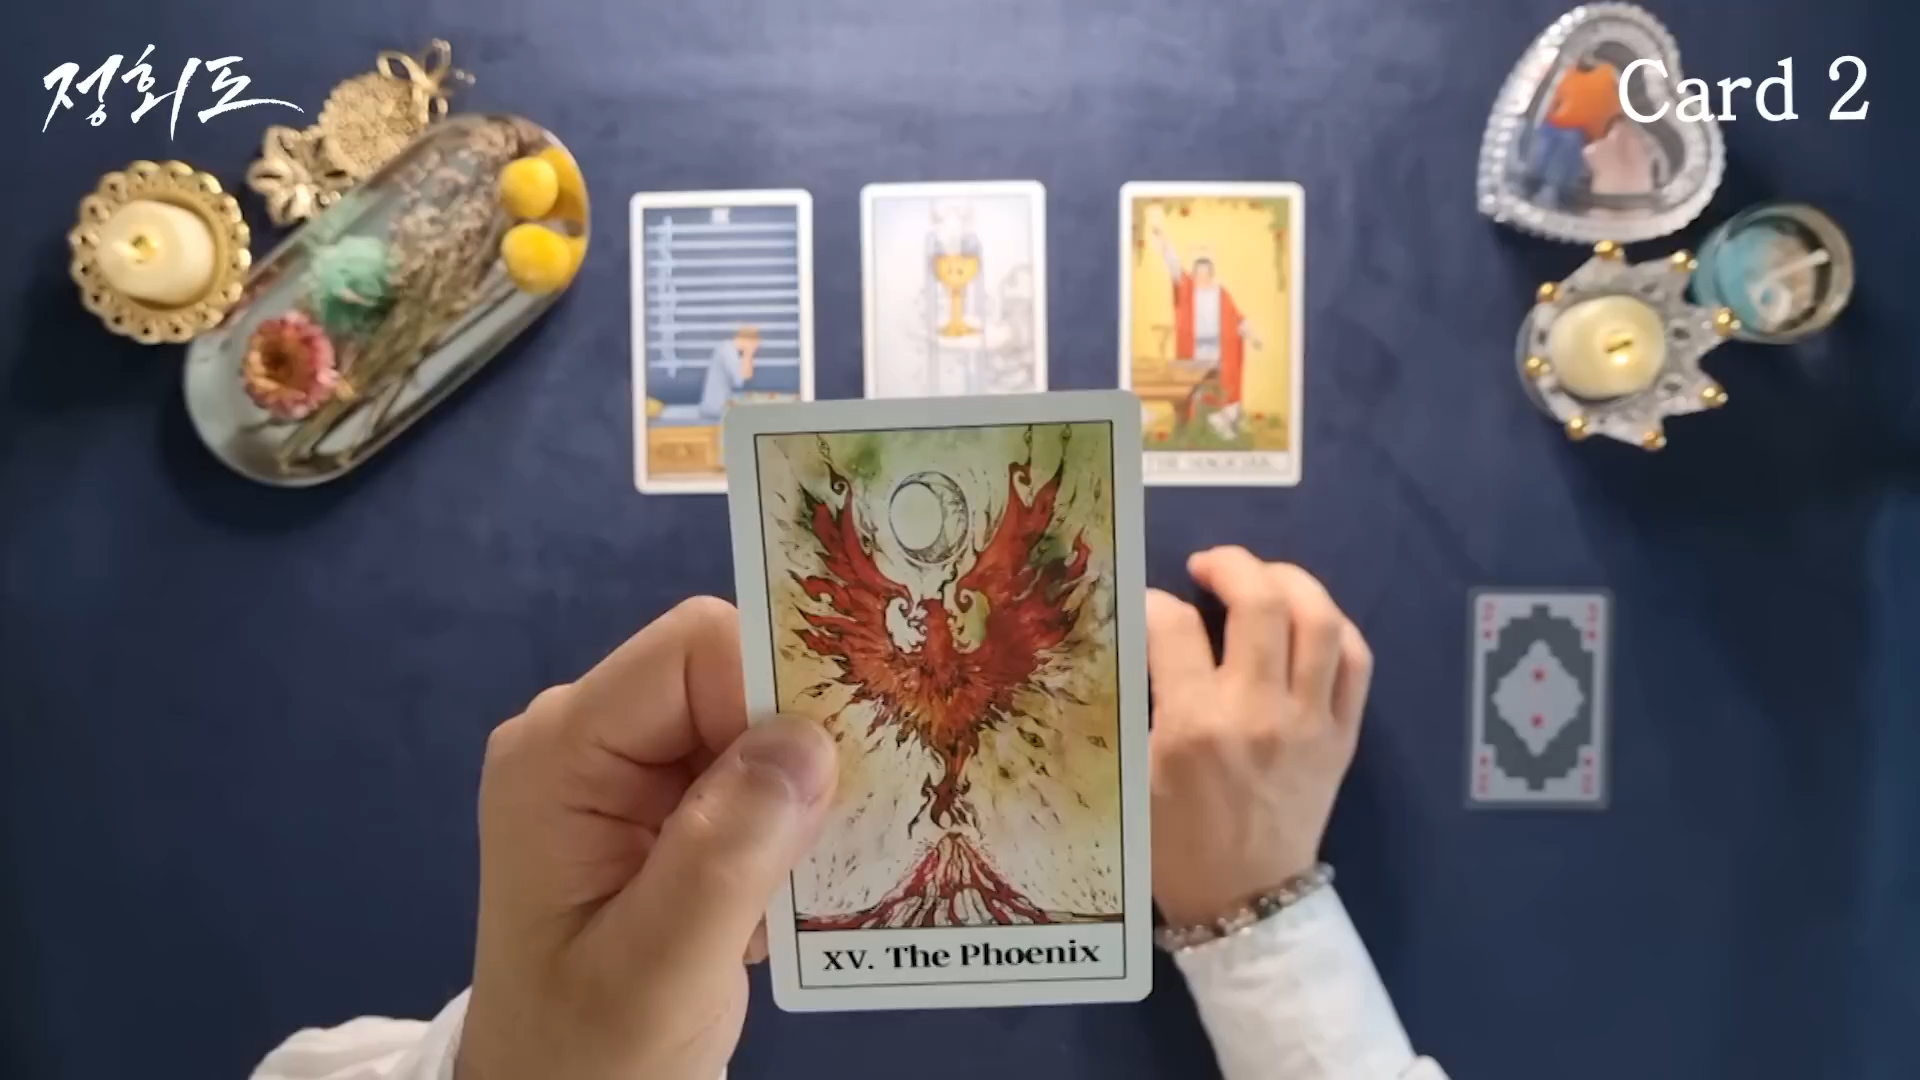 정회도
Card 2
XV. The Phoenix